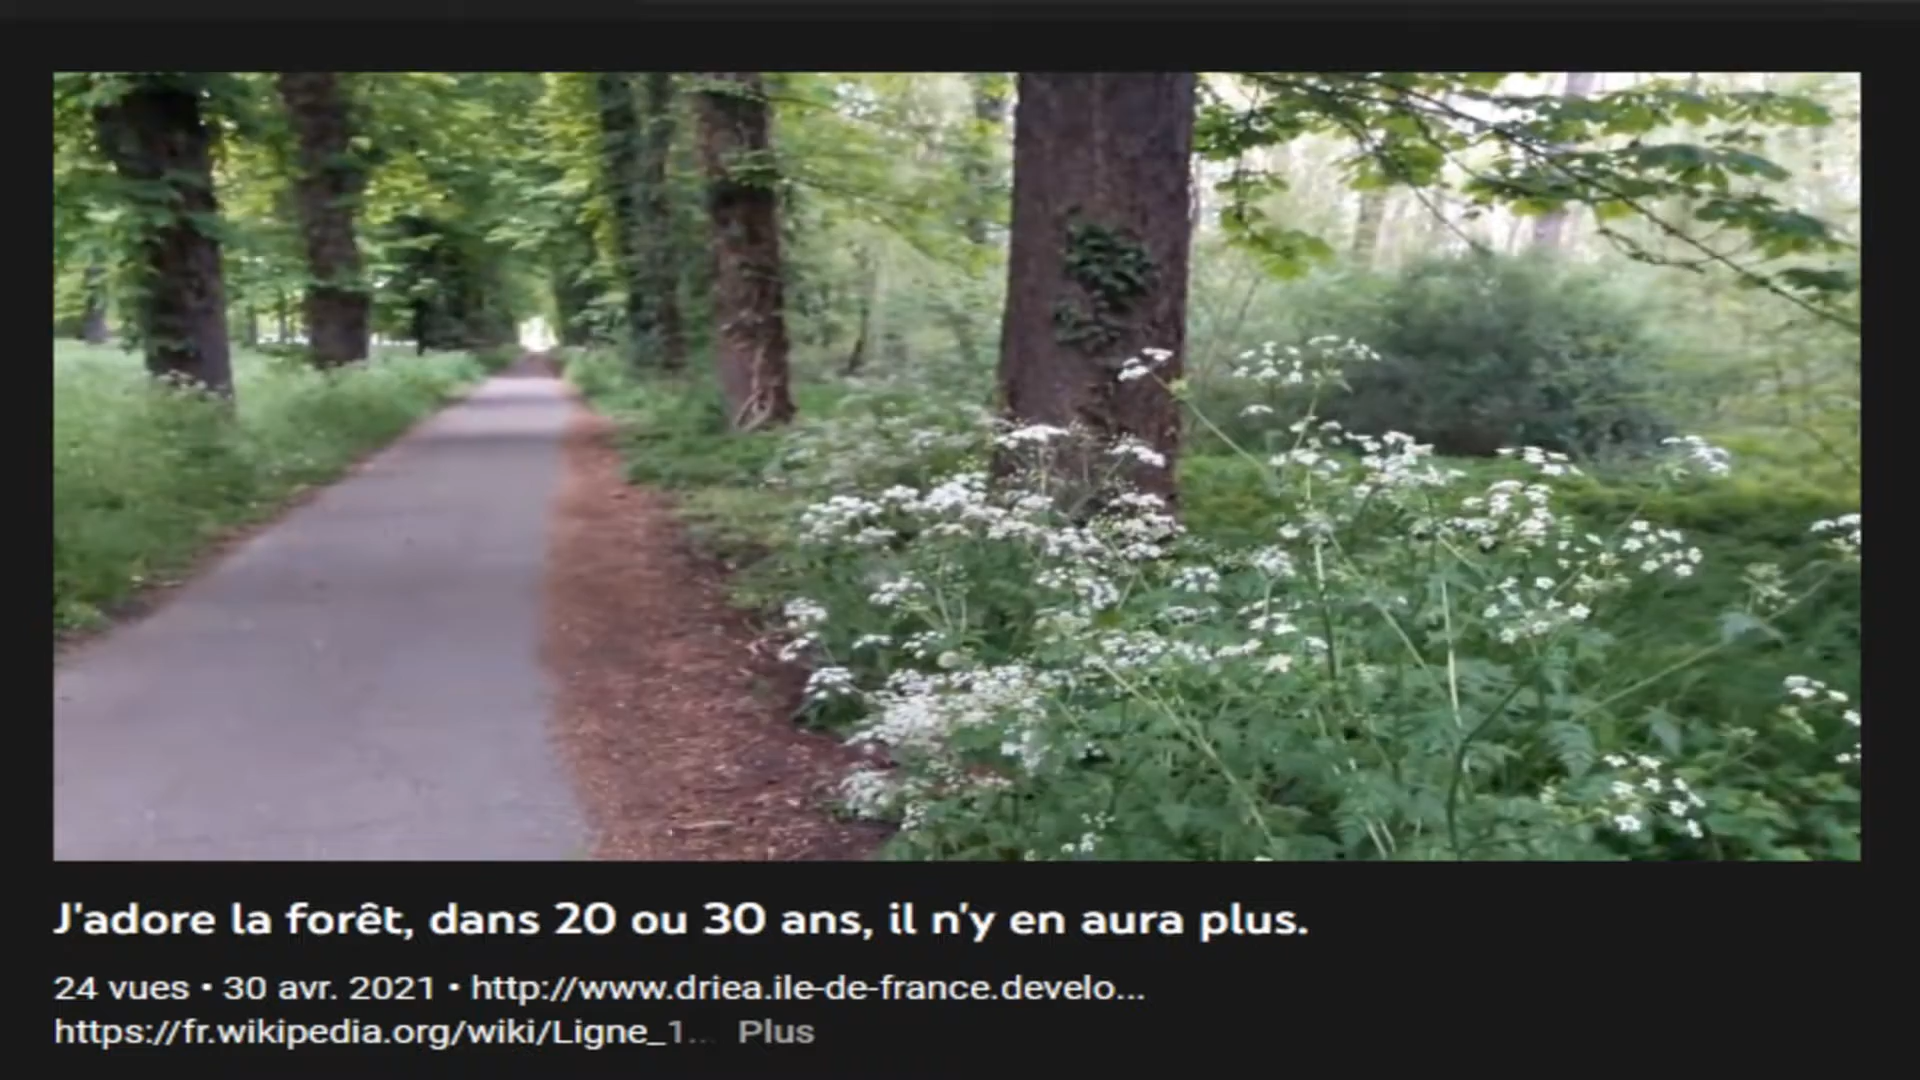 J'adore la forêt, dans 20 ou 30 ans, il n'y en aura plus.
24 vues • 30 avr. 2021 • http://www.driea.ile-de-france.develo...
https://fr.wikipedia.org/wiki/Ligne_1... Plus